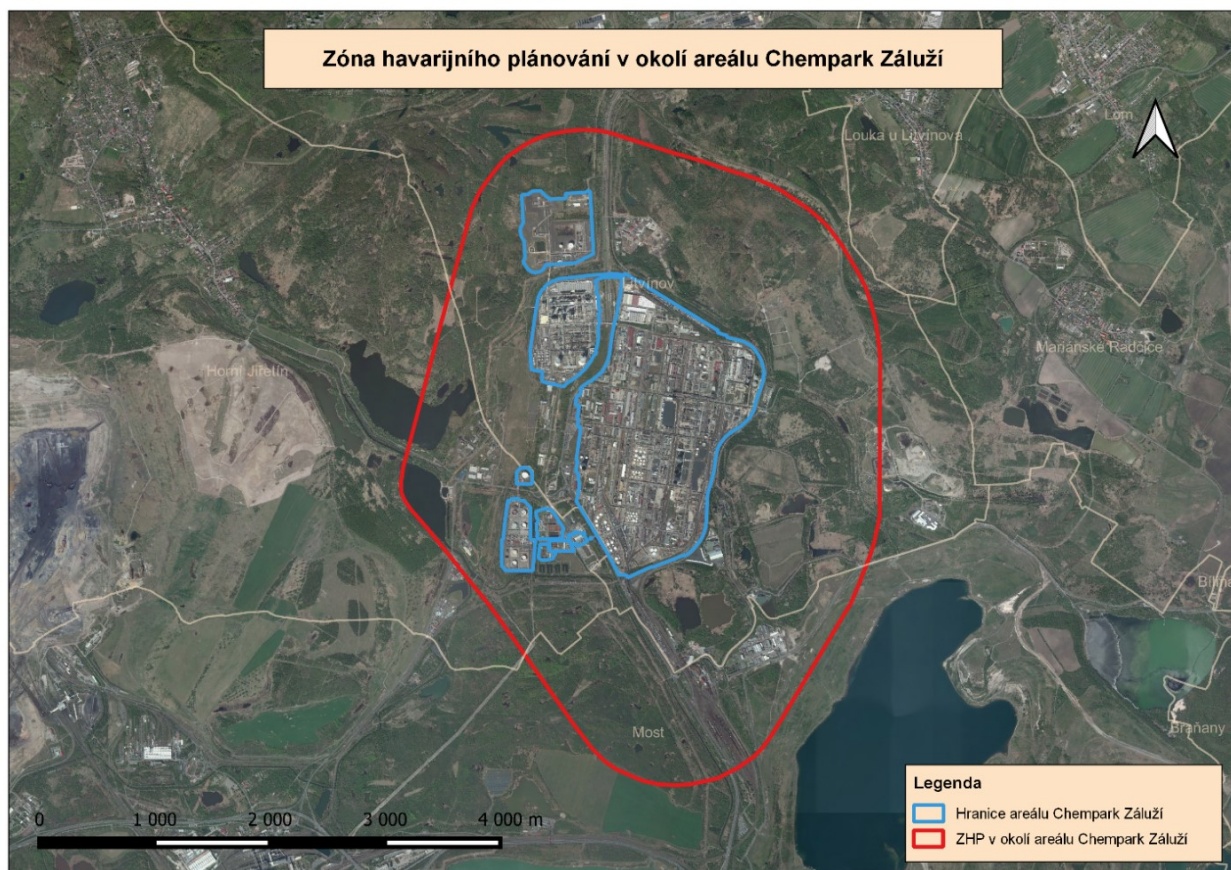 Zóna havarijního plánování v okolí areálu Chempark Záluží
Lom
Louka u Litvínova
Litvínov
Mariánské Radčice
Horní Jiřetín
Most
Braňany
Legenda
Hranice areálu Chempark Záluží
ZHP v okolí areálu Chempark Záluží
0 1 000 2 000 3 000 4 000 m